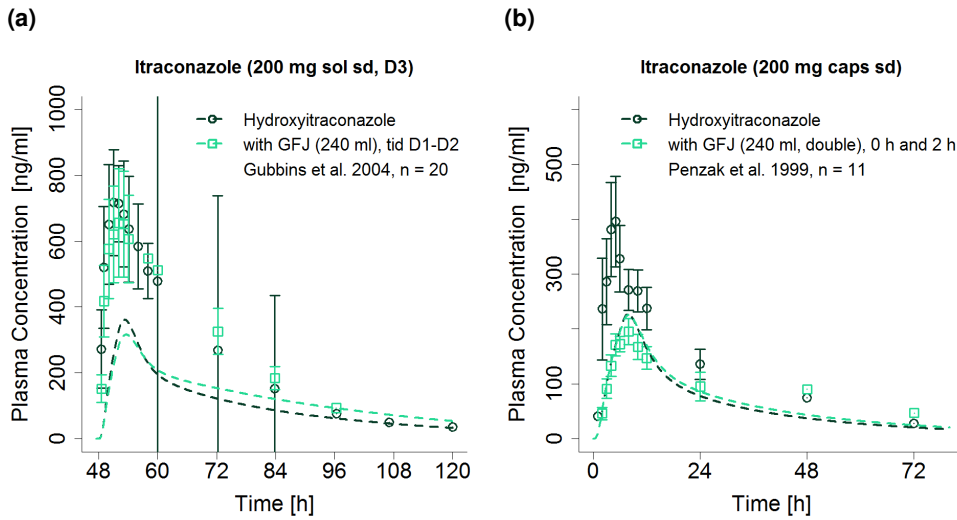 (a)
Itraconazole (200 mg sol sd, D3)
Hydroxyitraconazole
with GFJ (240 ml), tid D1-D2
Gubbins et al. 2004, n = 20
Plasma Concentration [ng/ml]
0
200
400
600
800
1000
48
60
72
84
96
108
120
Time [h]
(b)
Itraconazole (200 mg caps sd)
Hydroxyitraconazole
with GFJ (240 ml, double), 0 h and 2 h
Penzak et al. 1999, n = 11
Plasma Concentration [ng/ml]
0
100
300
500
0
24
48
72
Time [h]